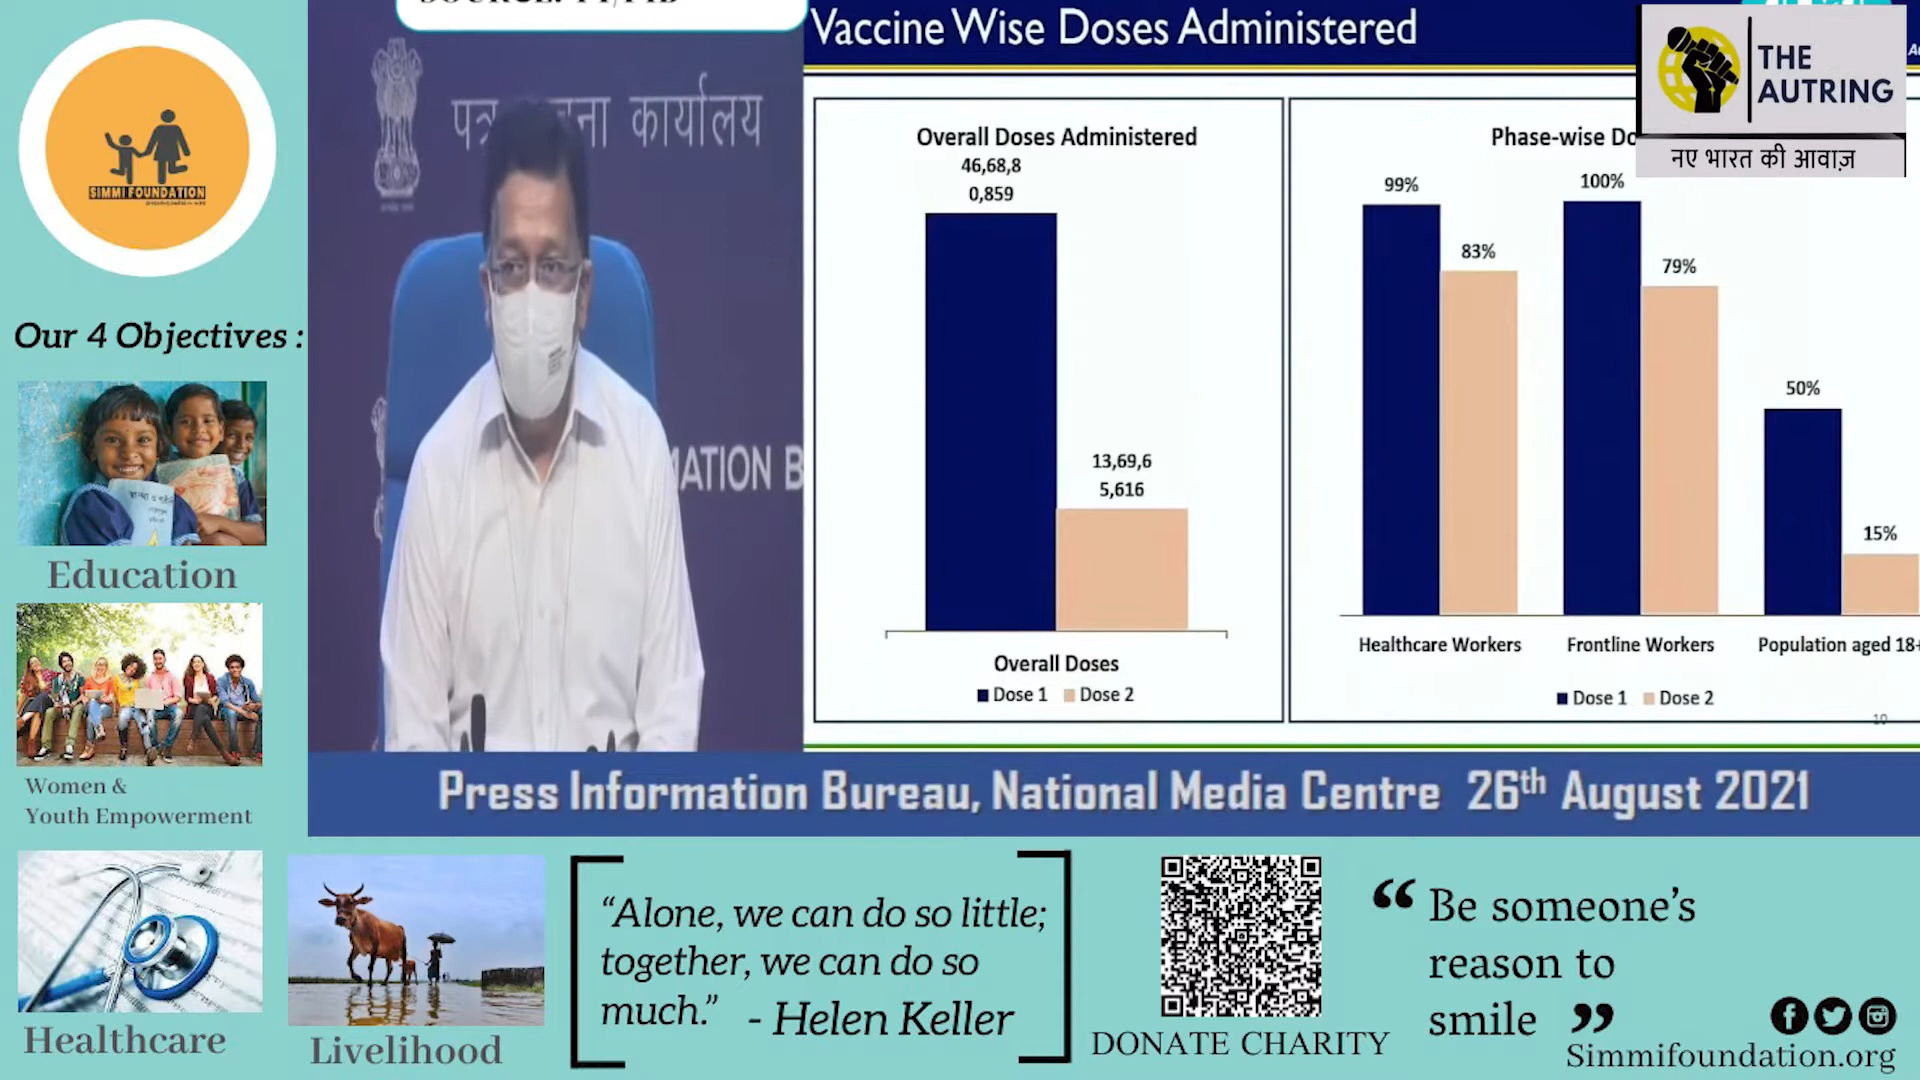 Vaccine Wise Doses Administered
THE
AUTRING
नए भारत की आवाज़
कार्यालय
ATION B
SIMMI FOUNDATION
Our 4 Objectives :
Education
Women &
Youth Empowerment
Healthcare
Livelihood
Overall Doses Administered
46,68,8
0,859
13,69,6
5,616
Overall Doses
Dose 1 Dose 2
Phase-wise Do
99%
83%
100%
79%
50%
15%
Healthcare Workers Frontline Workers Population aged 18+
Dose 1 Dose 2
10
Press Information Bureau, National Media Centre 26th August 2021
“Alone, we can do so little;
together, we can do so
much.” - Helen Keller
DONATE CHARITY
“ Be someone’s
reason to
smile ”
Simmifoundation.org